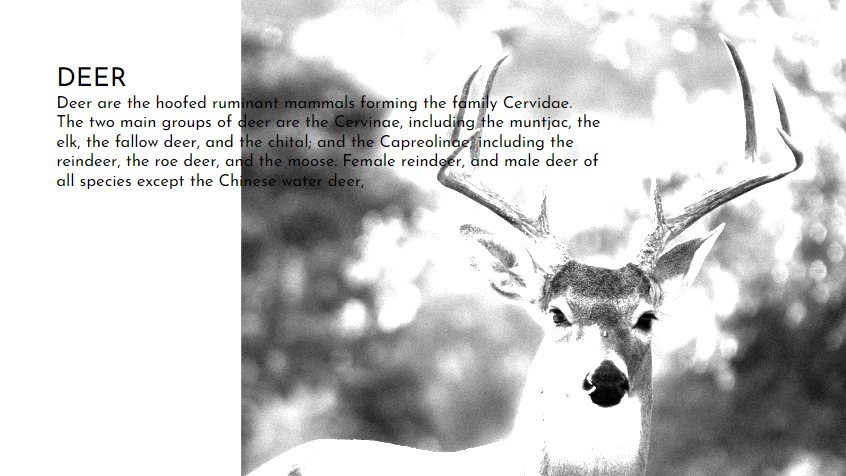 DEER
Deer are the hoofed ruminant mammals forming the family Cervidae.
The two main groups of deer are the Cervinae, including the muntjac, the
elk, the fallow deer, and the chital; and the Capreolinae, including the
reindeer, the roe deer, and the moose. Female reindeer, and male deer of
all species except the Chinese water deer,